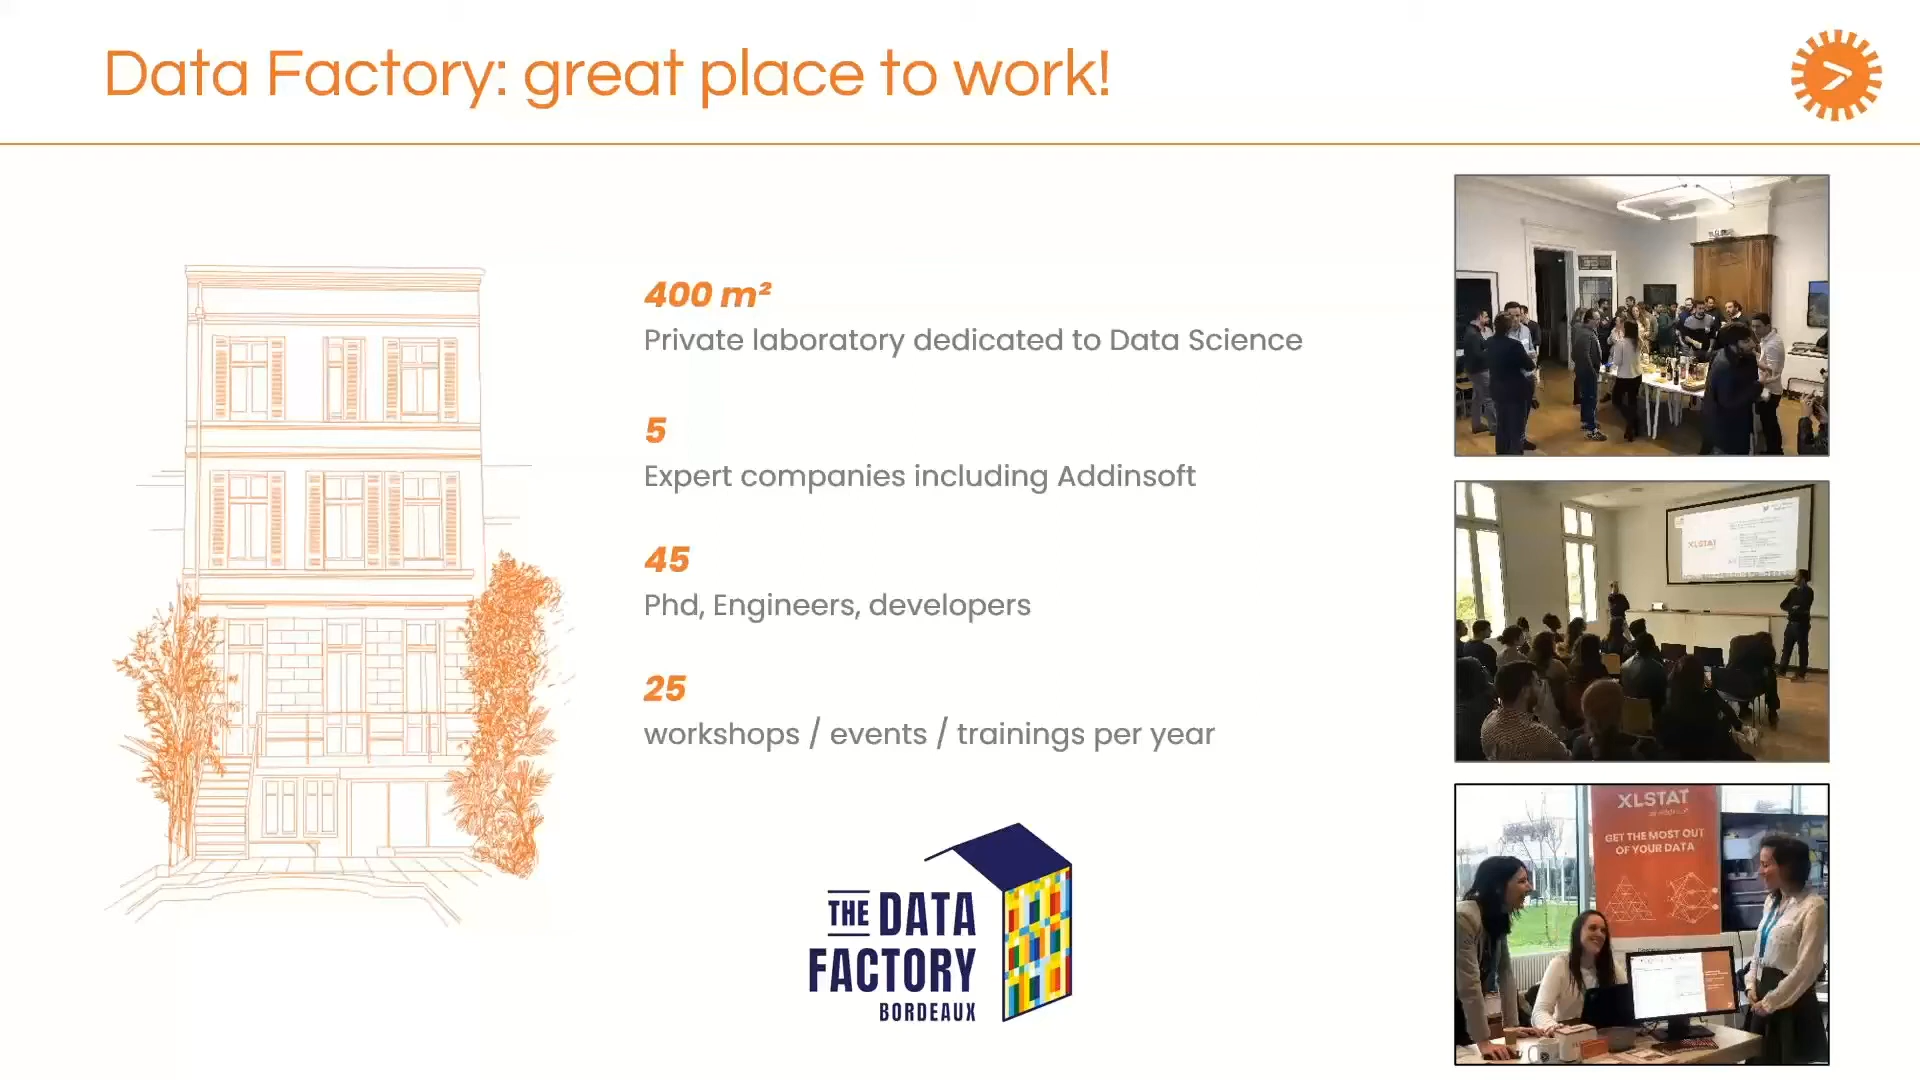 Data Factory: great place to work!
400 m²
Private laboratory dedicated to Data Science
5
Expert companies including Addinsoft
45
Phd, Engineers, developers
25
workshops / events / trainings per year
THE DATA
FACTORY
BORDEAUX
XLSTAT
XLSTAT
GET THE MOST OUT
OF YOUR DATA